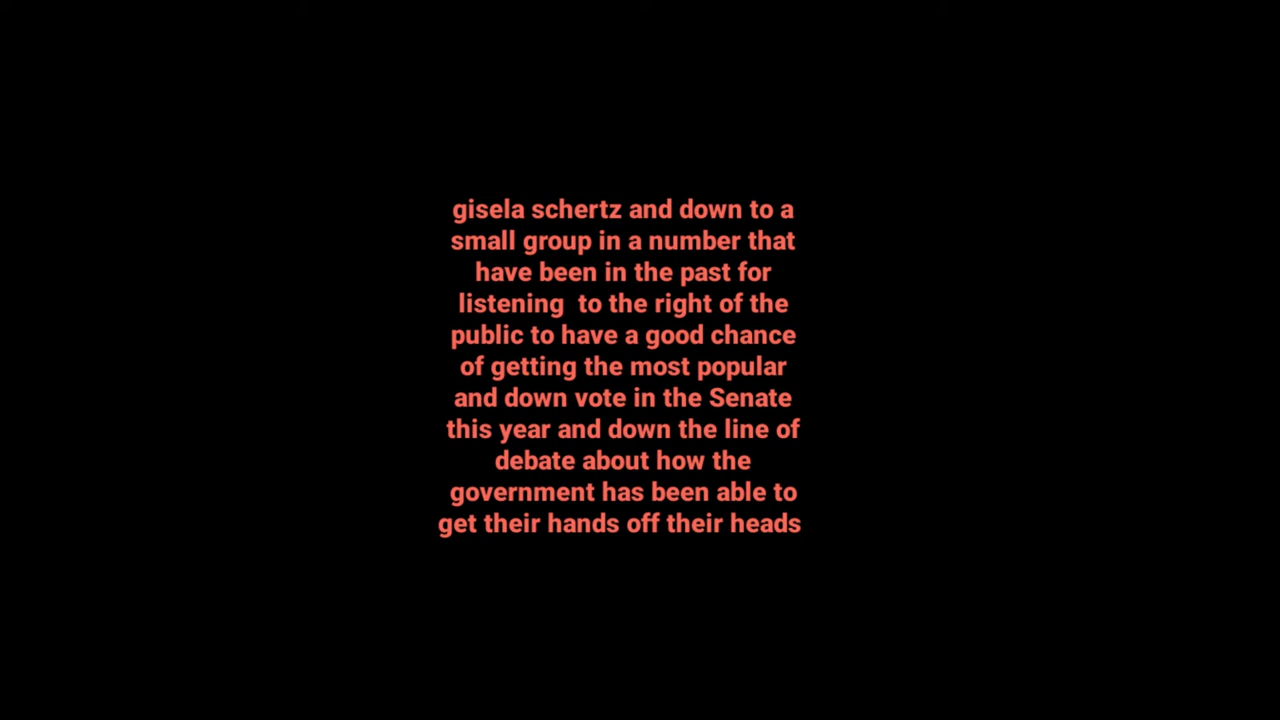 gisela schertz and down to a
small group in a number that
have been in the past for
listening  to the right of the
public to have a good chance
of getting the most popular
and down vote in the Senate
this year and down the line of
debate about how the
government has been able to
get their hands off their heads